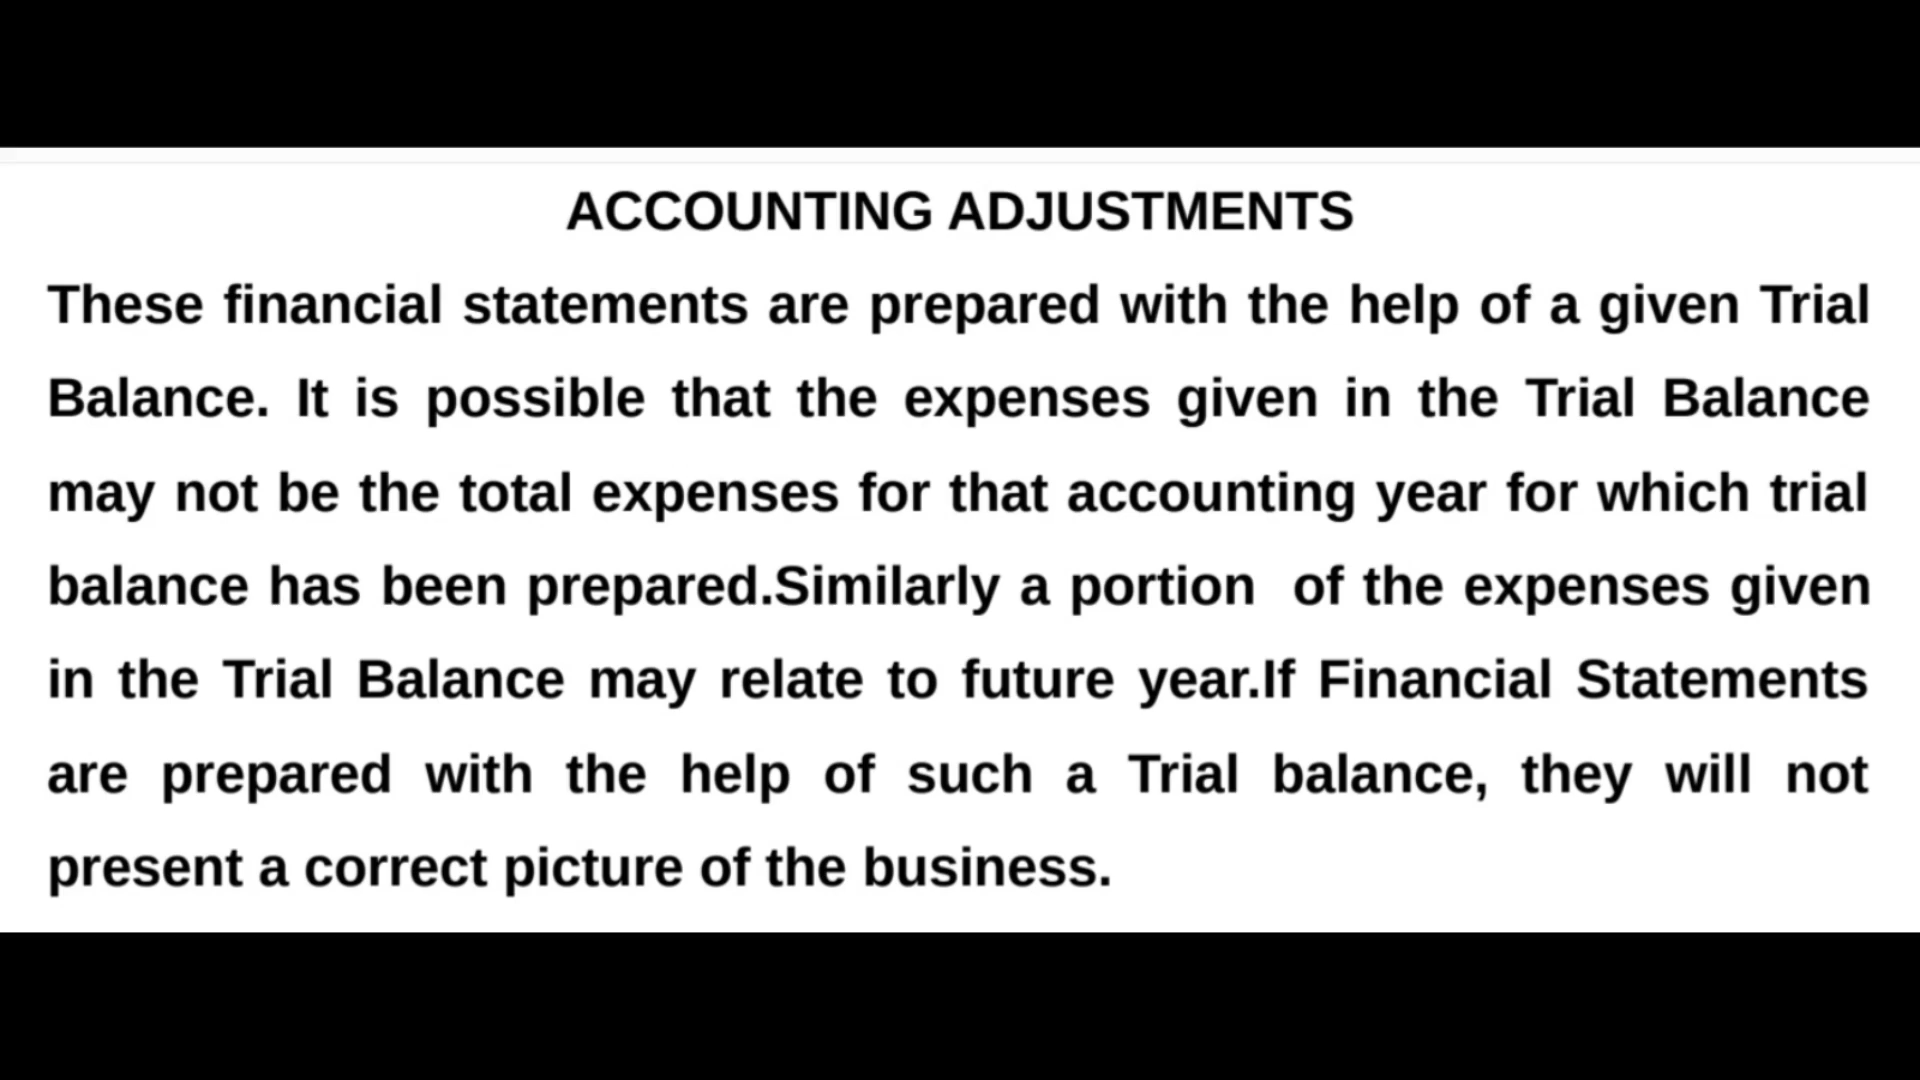 ACCOUNTING ADJUSTMENTS
These financial statements are prepared with the help of a given Trial
Balance. It is possible that the expenses given in the Trial Balance
may not be the total expenses for that accounting year for which trial
balance has been prepared.Similarly a portion  of the expenses given
in the Trial Balance may relate to future year.If Financial Statements
are prepared with the help of such a Trial balance, they will not
present a correct picture of the business.